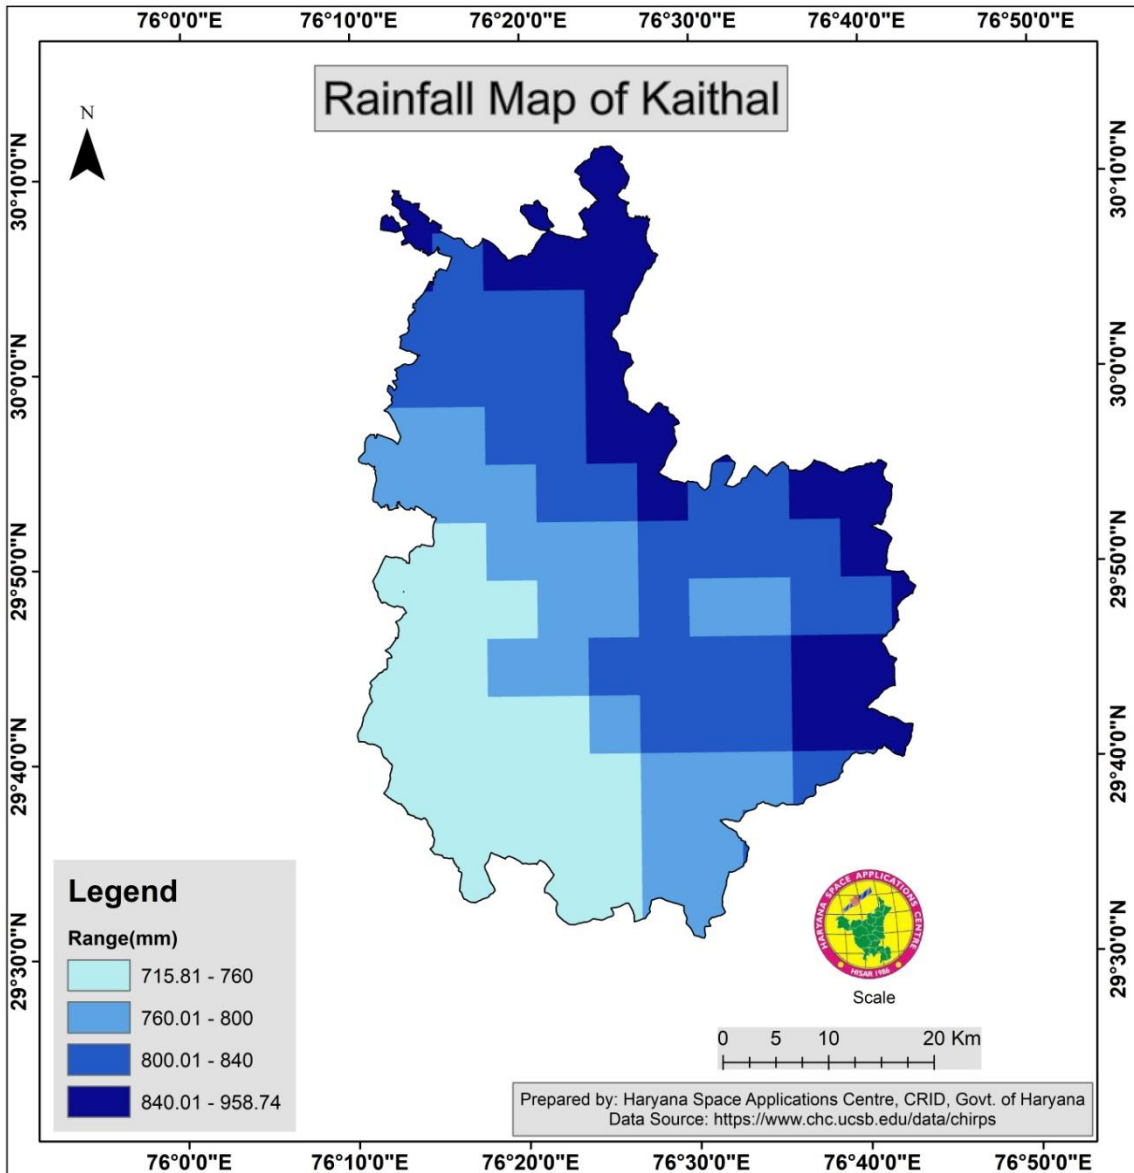 76°0'0"E 76°10'0"E 76°20'0"E 76°30'0"E 76°40'0"E 76°50'0"E
Rainfall Map of Kaithal
N
30°10'0"N
30°0'0"N
29°50'0"N
29°40'0"N
29°30'0"N
30°10'0"N
30°0'0"N
29°50'0"N
29°40'0"N
29°30'0"N
Legend
Range(mm)
715.81 - 760
760.01 - 800
800.01 - 840
840.01 - 958.74
HARYANA SPACE APPLICATIONS CENTRE
HISAR 1986
Scale
0 5 10 20 Km
Prepared by: Haryana Space Applications Centre, CRID, Govt. of Haryana
Data Source: https://www.chc.ucsb.edu/data/chirps
76°0'0"E 76°10'0"E 76°20'0"E 76°30'0"E 76°40'0"E 76°50'0"E